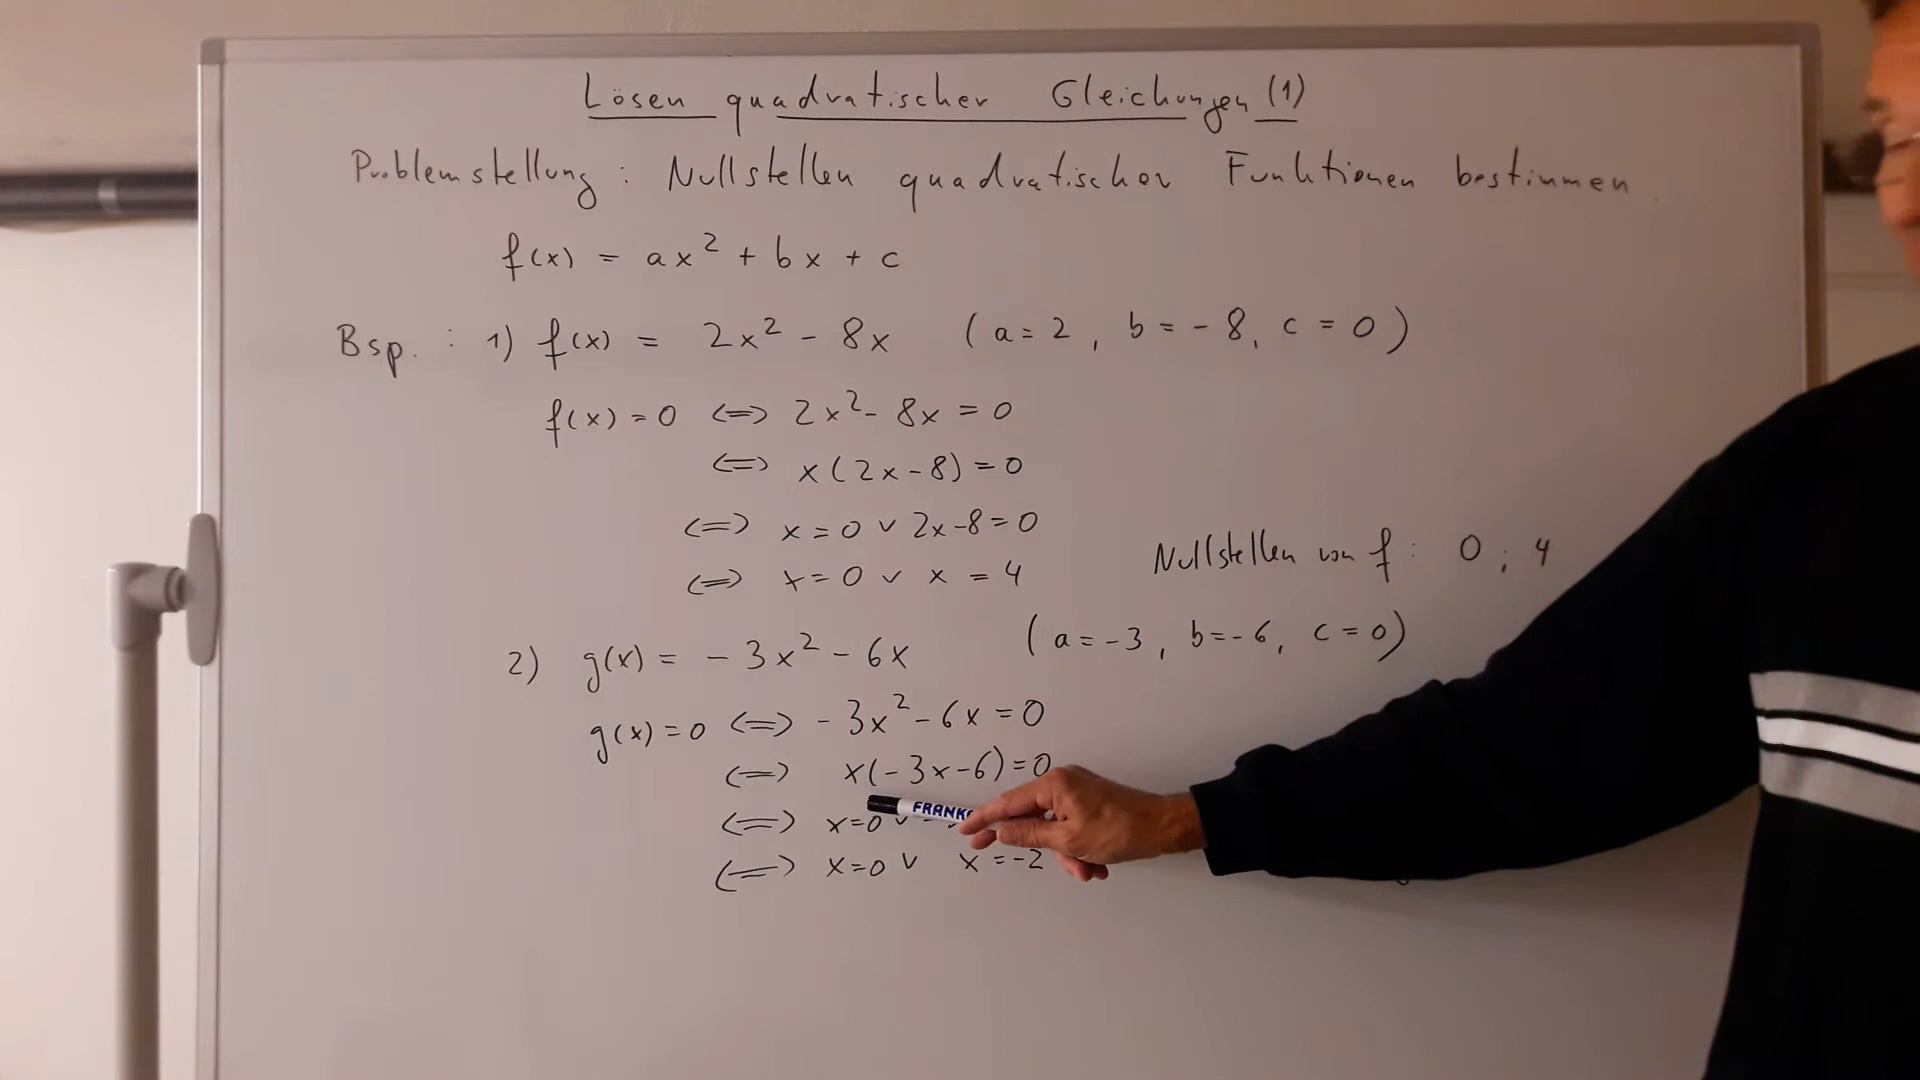 Lösen quadratischer Gleichungen (1)
Problemstellung : Nullstellen quadratischer Funktionen bestimmen
f(x) = ax² + bx + c
Bsp. : 1) f(x) = 2x² - 8x (a = 2, b = -8, c = 0)
f(x) = 0 <=> 2x² - 8x = 0
<=> x(2x - 8) = 0
<=> x = 0 ∨ 2x - 8 = 0
<=> x = 0 ∨ x = 4 Nullstellen von f : 0 ; 4
2) g(x) = - 3x² - 6x (a = -3, b = -6, c = 0)
g(x) = 0 <=> - 3x² - 6x = 0
<=> x(-3x - 6) = 0
FRANK
<=> x = 0 ∨ -
<=> x = 0 ∨ x = -2